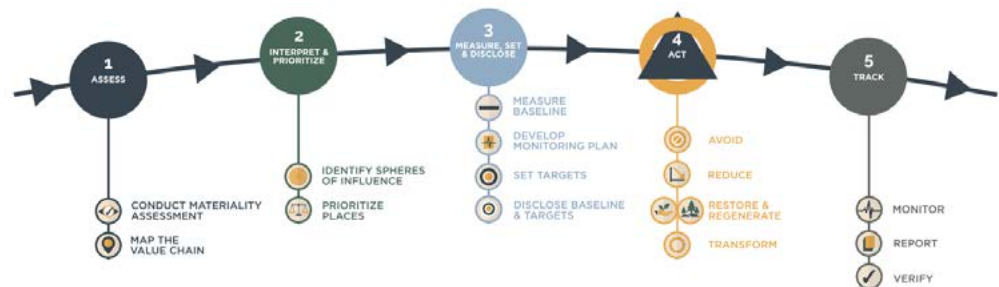 1
ASSESS
CONDUCT MATERIALITY
ASSESSMENT
MAP THE
VALUE CHAIN
2
INTERPRET &
PRIORITIZE
IDENTIFY SPHERES
OF INFLUENCE
PRIORITIZE
PLACES
3
MEASURE, SET
& DISCLOSE
MEASURE
BASELINE
DEVELOP
MONITORING PLAN
SET TARGETS
DISCLOSE BASELINE
& TARGETS
4
ACT
AVOID
REDUCE
RESTORE &
REGENERATE
TRANSFORM
5
TRACK
MONITOR
REPORT
VERIFY